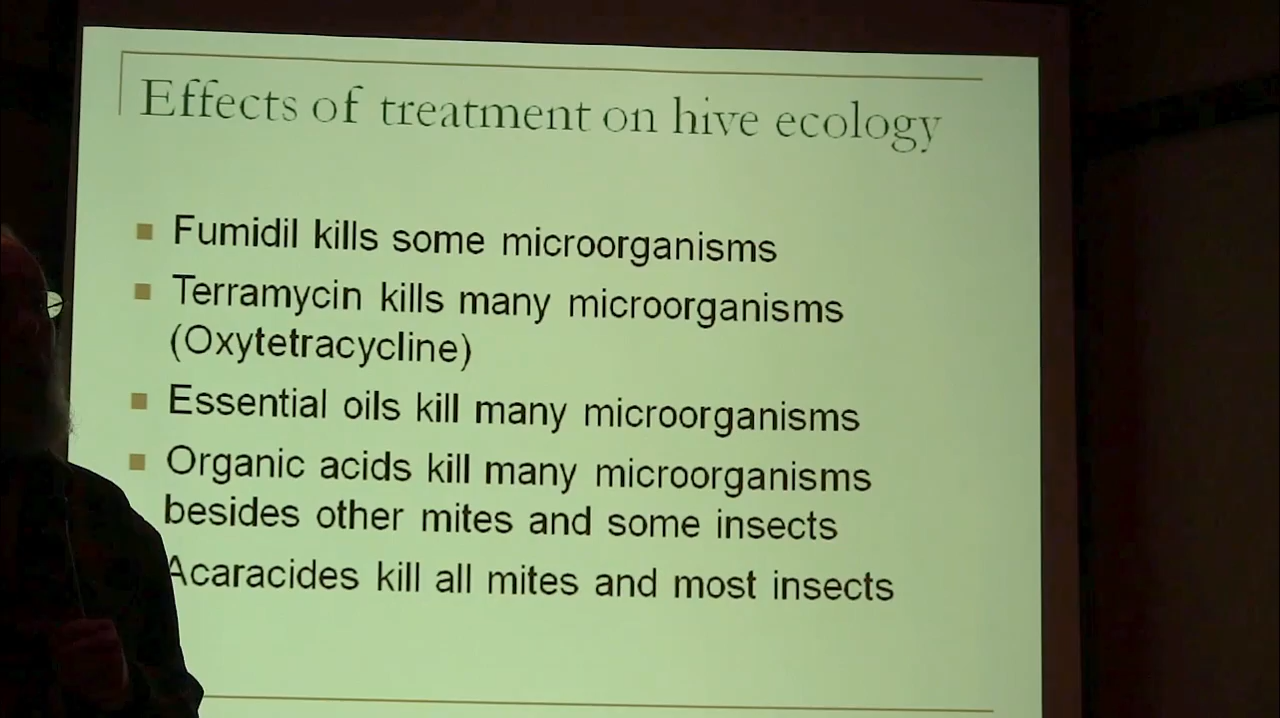 Effects of treatment on hive ecology
Fumidil kills some microorganisms
Terramycin kills many microorganisms
(Oxytetracycline)
Essential oils kill many microorganisms
Organic acids kill many microorganisms
besides other mites and some insects
Acaracides kill all mites and most insects